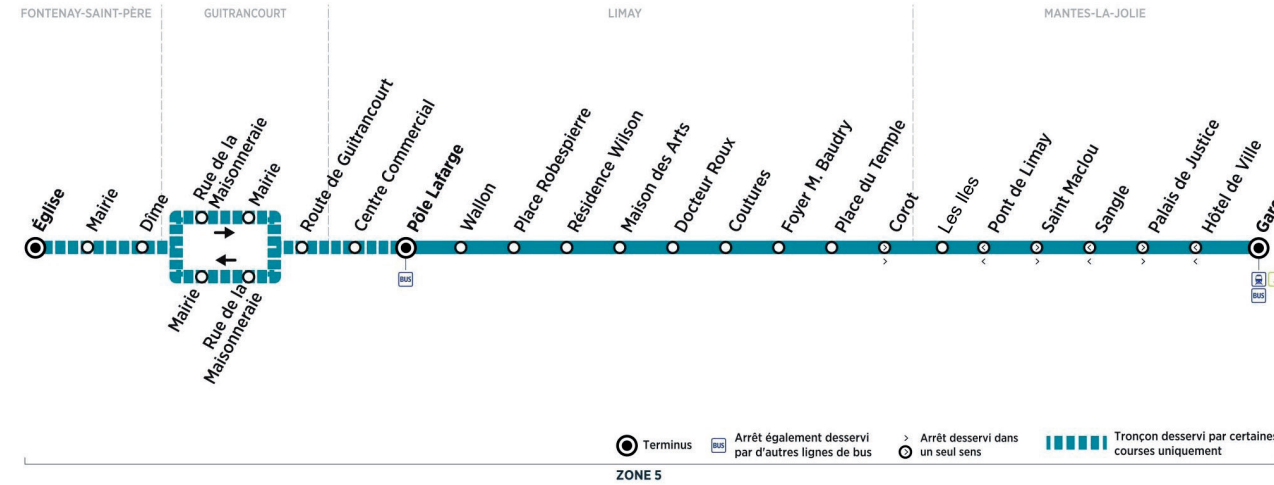 FONTENAY-SAINT-PÈRE
GUITRANCOURT
LIMAY
MANTES-LA-JOLIE
Église
Mairie
Dîme
Rue de la
Maisonneraie
Mairie
Mairie
Rue de la
Maisonneraie
Route de Guitrancourt
Centre Commercial
Pôle Lafarge
BUS
Wallon
Place Robespierre
Résidence Wilson
Maison des Arts
Docteur Roux
Coutures
Foyer M. Baudry
Place du Temple
Corot
Les Iles
Pont de Limay
Saint Maclou
Sangle
Palais de Justice
Hôtel de Ville
Gare
BUS
Terminus
BUS
Arrêt également desservi
par d'autres lignes de bus
Arrêt desservi dans
un seul sens
Tronçon desservi par certaines
courses uniquement
ZONE 5